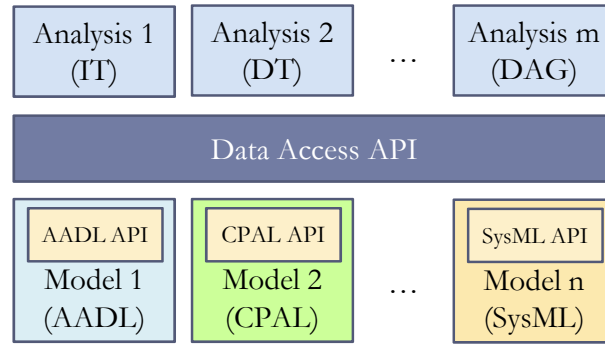 Analysis 1
(IT)
Analysis 2
(DT)
...
Analysis m
(DAG)
Data Access API
AADL API
Model 1
(AADL)
CPAL API
Model 2
(CPAL)
...
SysML API
Model n
(SysML)